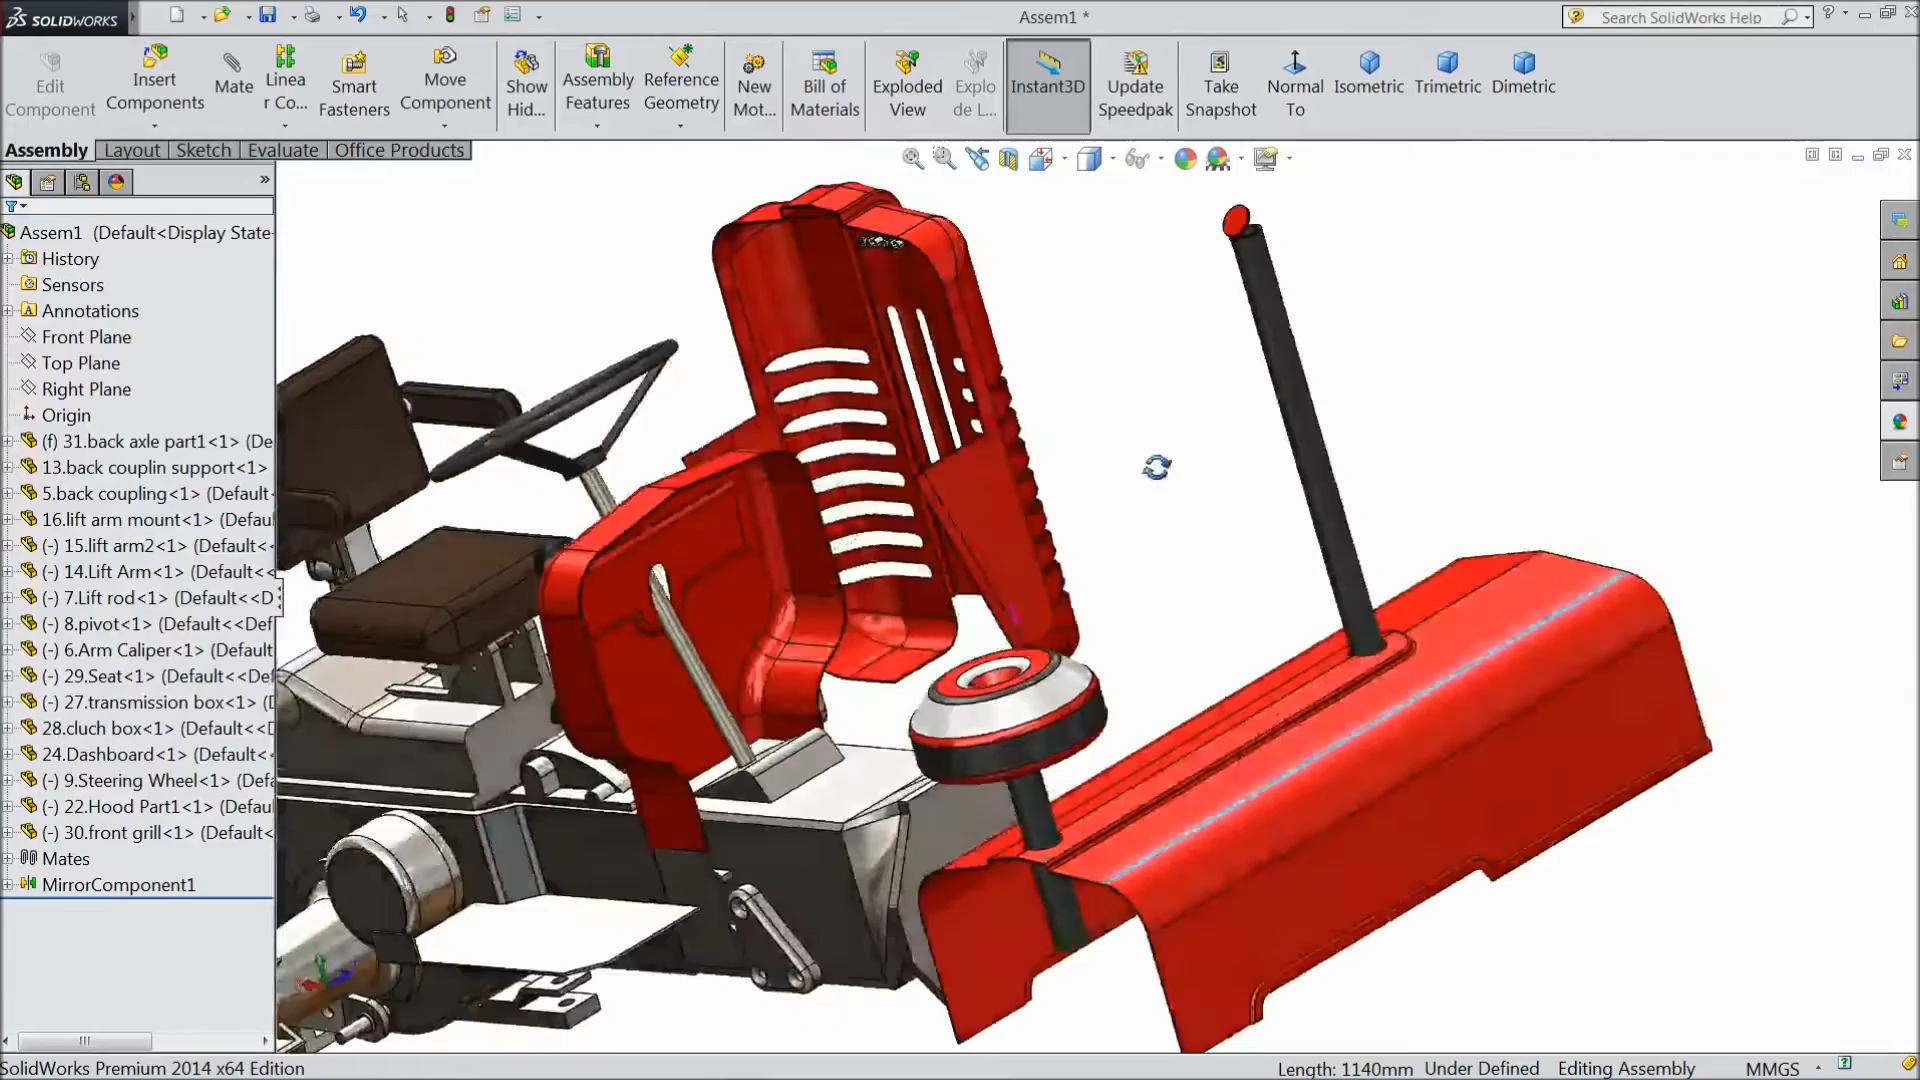 SOLIDWORKS
Assem1 *
Search SolidWorks Help
Edit Component
Insert Components
Mate
Linea r Co...
Smart Fasteners
Move Component
Show Hid...
Assembly Features
Reference Geometry
New Mot...
Bill of Materials
Exploded View
Explo de L...
Instant3D
Update Speedpak
Take Snapshot
Normal To
Isometric
Trimetric
Dimetric
Assembly
Layout
Sketch
Evaluate
Office Products
Assem1 (Default<Display State-
History
Sensors
Annotations
Front Plane
Top Plane
Right Plane
Origin
(f) 31.back axle part1<1> (De
13.back couplin support<1>
5.back coupling<1> (Default<
16.lift arm mount<1> (Defau
(-) 15.lift arm2<1> (Default<
(-) 14.Lift Arm<1> (Default<<
(-) 7.Lift rod<1> (Default<<D
(-) 8.pivot<1> (Default<<Def
(-) 6.Arm Caliper<1> (Default
(-) 29.Seat<1> (Default<<Def
(-) 27.transmission box<1> (D
28.cluch box<1> (Default<<D
24.Dashboard<1> (Default<<
(-) 9.Steering Wheel<1> (Defa
(-) 22.Hood Part1<1> (Defau
(-) 30.front grill<1> (Default<
Mates
MirrorComponent1
SolidWorks Premium 2014 x64 Edition
Length: 1140mm
Under Defined
Editing Assembly
MMGS